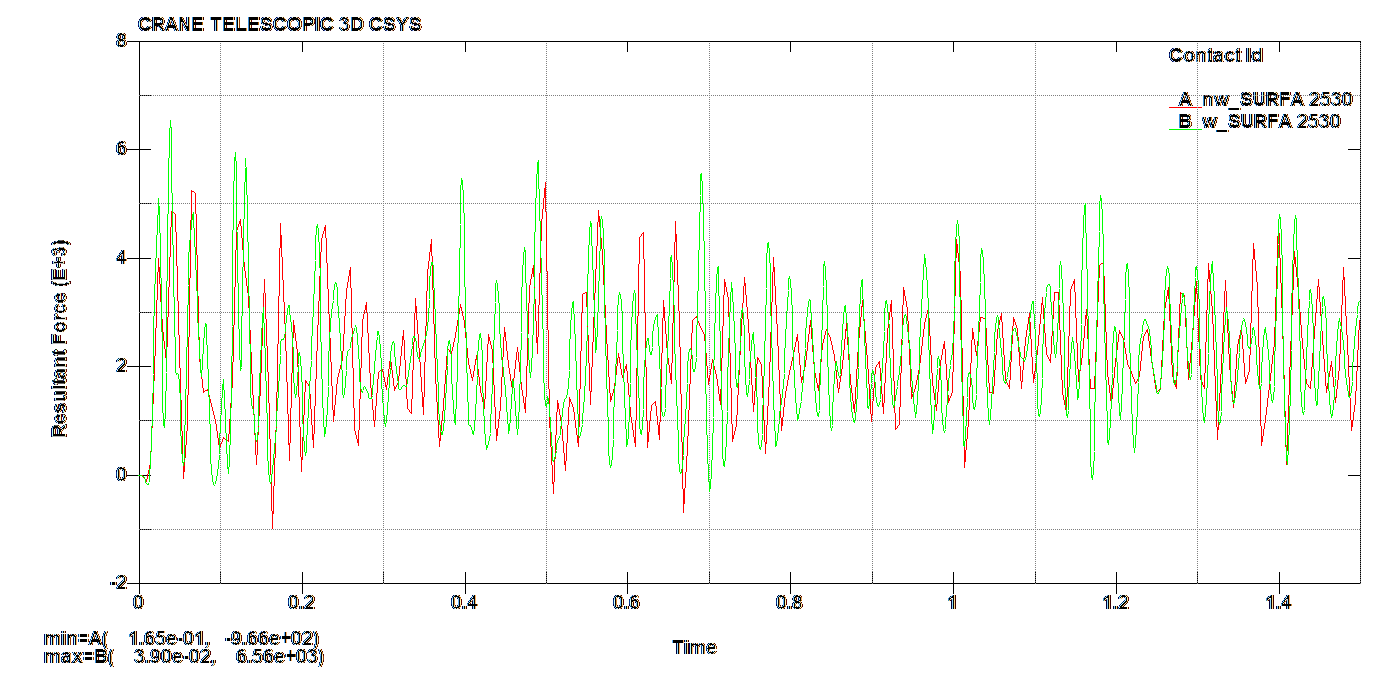 CRANE TELESCOPIC 3D CSYS
8
Contact Id
A nw_SURFA 2530
B w_SURFA 2530
6
4
2
0
-2
Resultant Force (E+3)
0 0.2 0.4 0.6 0.8 1 1.2 1.4
Time
min=A( 1.65e-01, -9.66e+02)
max=B( 3.90e-02, 6.56e+03)